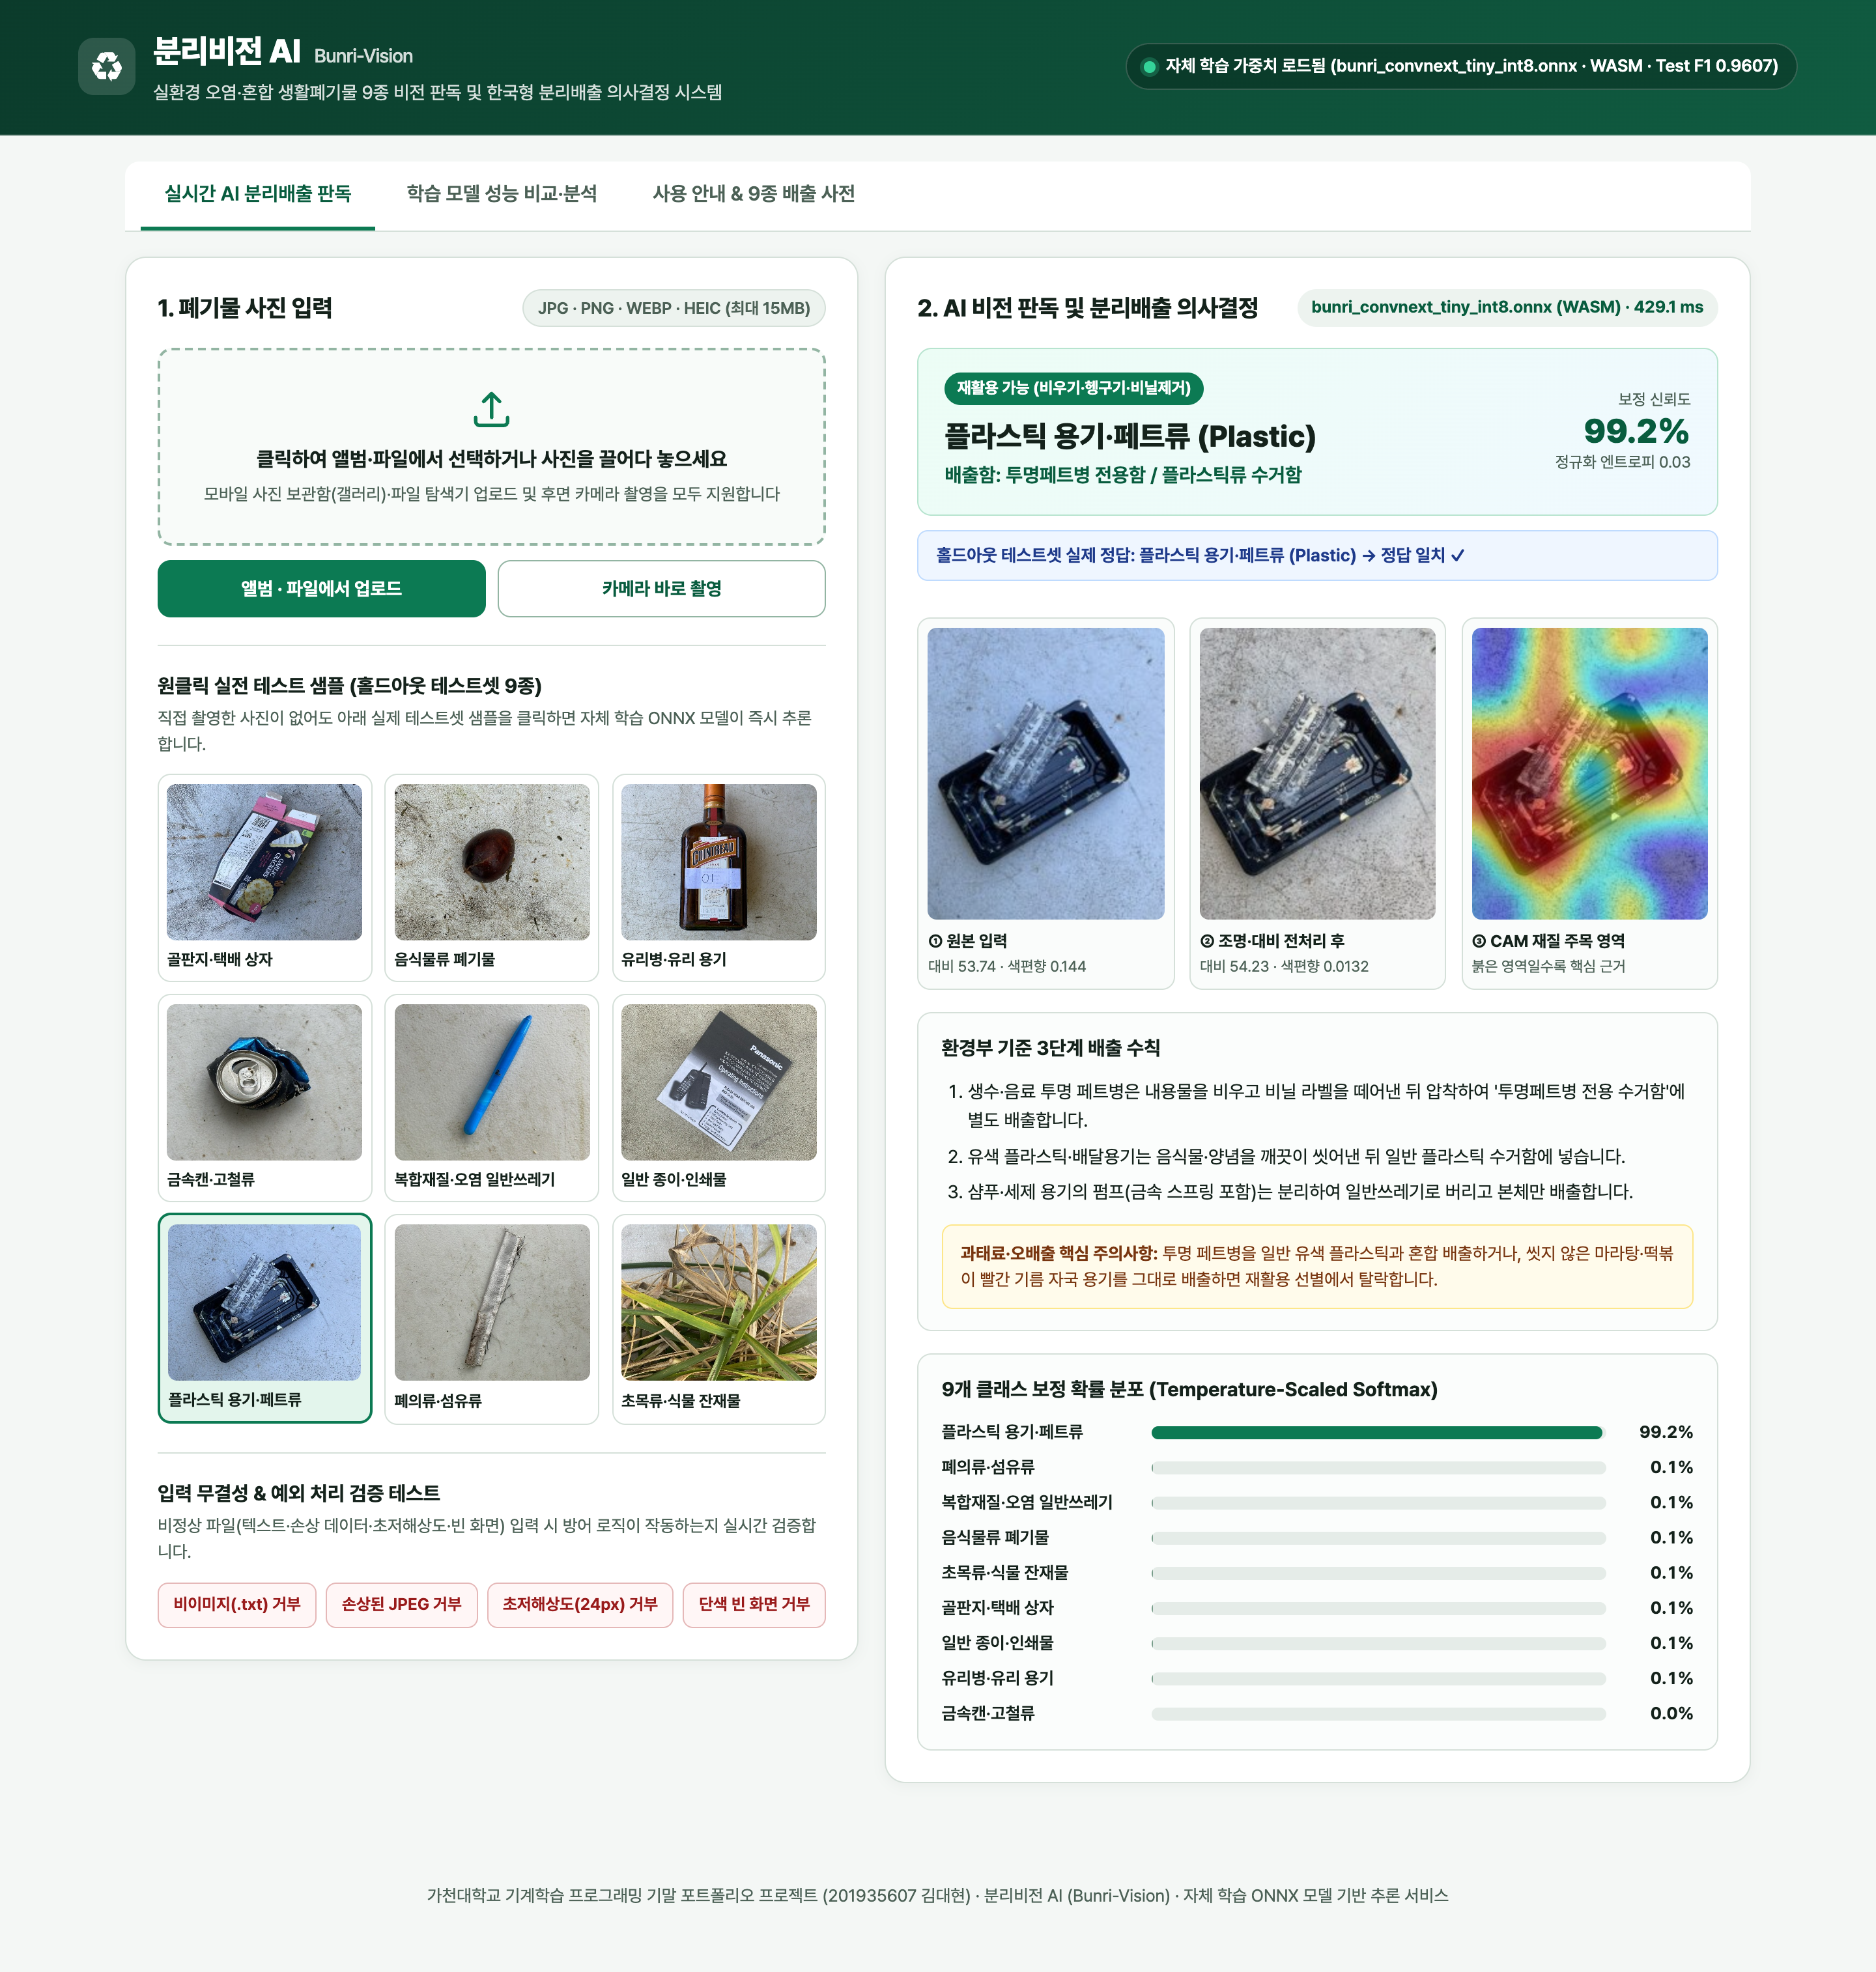 분리비전 AI Bunri-Vision
실환경 오염·혼합 생활폐기물 9종 비전 판독 및 한국형 분리배출 의사결정 시스템
자체 학습 가중치 로드됨 (bunri_convnext_tiny_int8.onnx · WASM · Test F1 0.9607)
실시간 AI 분리배출 판독
학습 모델 성능 비교·분석
사용 안내 & 9종 배출 사전
1. 폐기물 사진 입력
JPG · PNG · WEBP · HEIC (최대 15MB)
클릭하여 앨범·파일에서 선택하거나 사진을 끌어다 놓으세요
모바일 사진 보관함(갤러리)·파일 탐색기 업로드 및 후면 카메라 촬영을 모두 지원합니다
앨범 · 파일에서 업로드
카메라 바로 촬영
원클릭 실전 테스트 샘플 (홀드아웃 테스트셋 9종)
직접 촬영한 사진이 없어도 아래 실제 테스트셋 샘플을 클릭하면 자체 학습 ONNX 모델이 즉시 추론
합니다.
COINTREAU
골판지·택배 상자
음식물류 폐기물
유리병·유리 용기
Panasonic
Operating Instructions
금속캔·고철류
복합재질·오염 일반쓰레기
일반 종이·인쇄물
플라스틱 용기·페트류
폐의류·섬유류
초목류·식물 잔재물
입력 무결성 & 예외 처리 검증 테스트
비정상 파일(텍스트·손상 데이터·초저해상도·빈 화면) 입력 시 방어 로직이 작동하는지 실시간 검증합
니다.
비이미지(.txt) 거부
손상된 JPEG 거부
초저해상도(24px) 거부
단색 빈 화면 거부
2. AI 비전 판독 및 분리배출 의사결정
bunri_convnext_tiny_int8.onnx (WASM) · 429.1 ms
재활용 가능 (비우기·헹구기·비닐제거)
플라스틱 용기·페트류 (Plastic)
배출함: 투명페트병 전용함 / 플라스틱류 수거함
보정 신뢰도
99.2%
정규화 엔트로피 0.03
홀드아웃 테스트셋 실제 정답: 플라스틱 용기·페트류 (Plastic) → 정답 일치 ✓
① 원본 입력
대비 53.74 · 색편향 0.144
② 조명·대비 전처리 후
대비 54.23 · 색편향 0.0132
③ CAM 재질 주목 영역
붉은 영역일수록 핵심 근거
환경부 기준 3단계 배출 수칙
1. 생수·음료 투명 페트병은 내용물을 비우고 비닐 라벨을 떼어낸 뒤 압착하여 '투명페트병 전용 수거함'에
별도 배출합니다.
2. 유색 플라스틱·배달용기는 음식물·양념을 깨끗이 씻어낸 뒤 일반 플라스틱 수거함에 넣습니다.
3. 샴푸·세제 용기의 펌프(금속 스프링 포함)는 분리하여 일반쓰레기로 버리고 본체만 배출합니다.
과태료·오배출 핵심 주의사항: 투명 페트병을 일반 유색 플라스틱과 혼합 배출하거나, 씻지 않은 마라탕·떡볶
이 빨간 기름 자국 용기를 그대로 배출하면 재활용 선별에서 탈락합니다.
9개 클래스 보정 확률 분포 (Temperature-Scaled Softmax)
플라스틱 용기·페트류 99.2%
폐의류·섬유류 0.1%
복합재질·오염 일반쓰레기 0.1%
음식물류 폐기물 0.1%
초목류·식물 잔재물 0.1%
골판지·택배 상자 0.1%
일반 종이·인쇄물 0.1%
유리병·유리 용기 0.1%
금속캔·고철류 0.0%
가천대학교 기계학습 프로그래밍 기말 포트폴리오 프로젝트 (201935607 김대현) · 분리비전 AI (Bunri-Vision) · 자체 학습 ONNX 모델 기반 추론 서비스